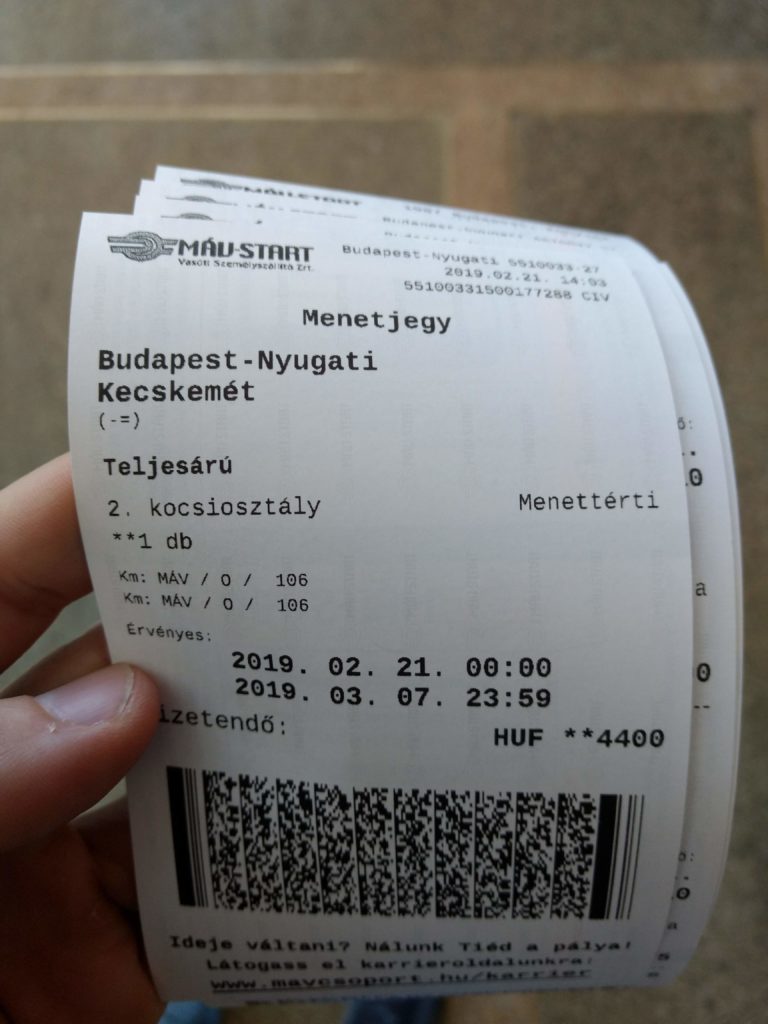 MÁV-START
Vasúti Személyszállító Zrt.
Budapest-Nyugati 5510033-27
2019.02.21. 14:03
55100331500177288 CIV
Menetjegy
Budapest-Nyugati
Kecskemét
(-=)
Teljesárú
2. kocsiosztály Menettérti
**1 db
Km: MÁV / 0 / 106
Km: MÁV / 0 / 106
Érvényes:
2019. 02. 21. 00:00
2019. 03. 07. 23:59
izetendő: HUF **4400
Ideje váltani? Nálunk Tiéd a pálya!
Látogass el karrieroldalunkra:
www.mavcsoport.hu/karrier